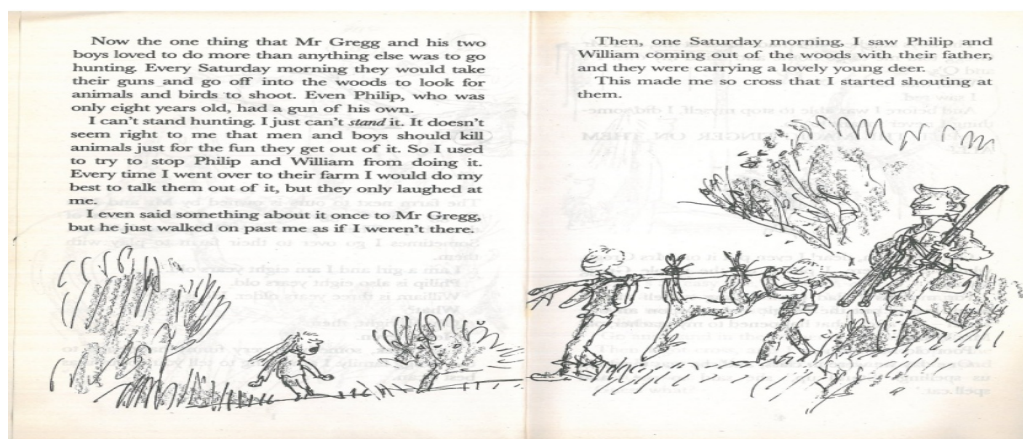 Now the one thing that Mr Gregg and his two
boys loved to do more than anything else was to go
hunting. Every Saturday morning they would take
their guns and go off into the woods to look for
animals and birds to shoot. Even Philip, who was
only eight years old, had a gun of his own.
I can't stand hunting. I just can't stand it. It doesn't
seem right to me that men and boys should kill
animals just for the fun they get out of it. So I used
to try to stop Philip and William from doing it.
Every time I went over to their farm I would do my
best to talk them out of it, but they only laughed at
me.
I even said something about it once to Mr Gregg,
but he just walked on past me as if I weren't there.
Then, one Saturday morning, I saw Philip and
William coming out of the woods with their father,
and they were carrying a lovely young deer.
This made me so cross that I started shouting at
them.